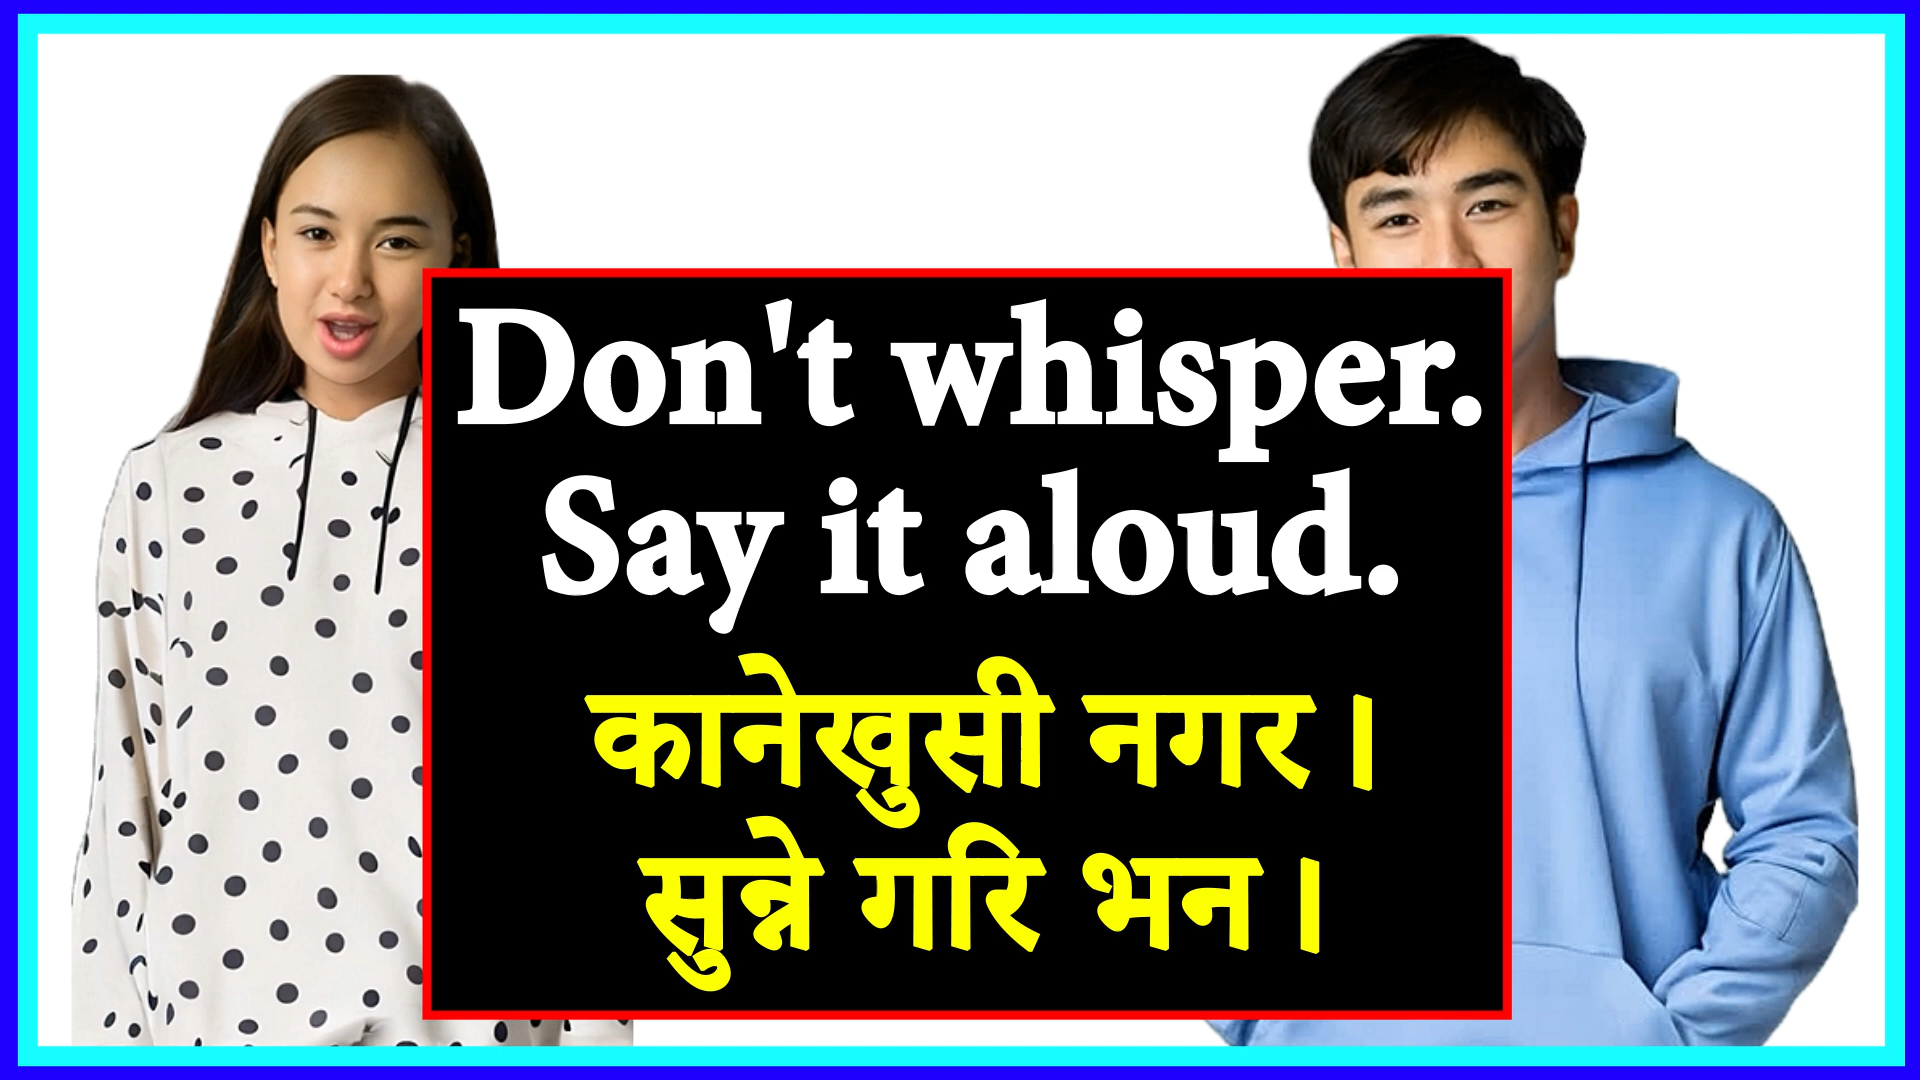 Don't whisper.
Say it aloud.
कानेखुसी नगर ।
सुन्ने गरि भन ।